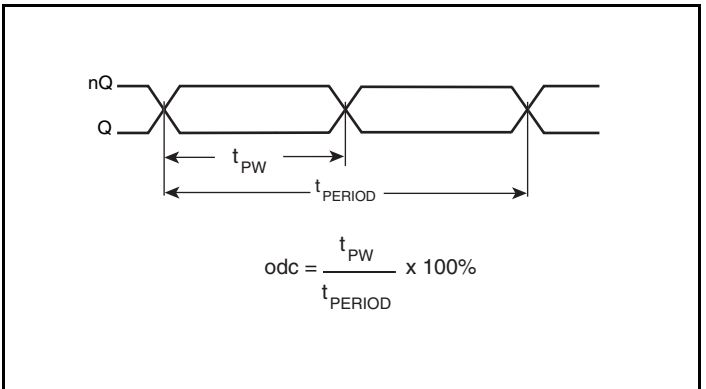 nQ
Q
tPW
tPERIOD
odc = tPW / tPERIOD x 100%